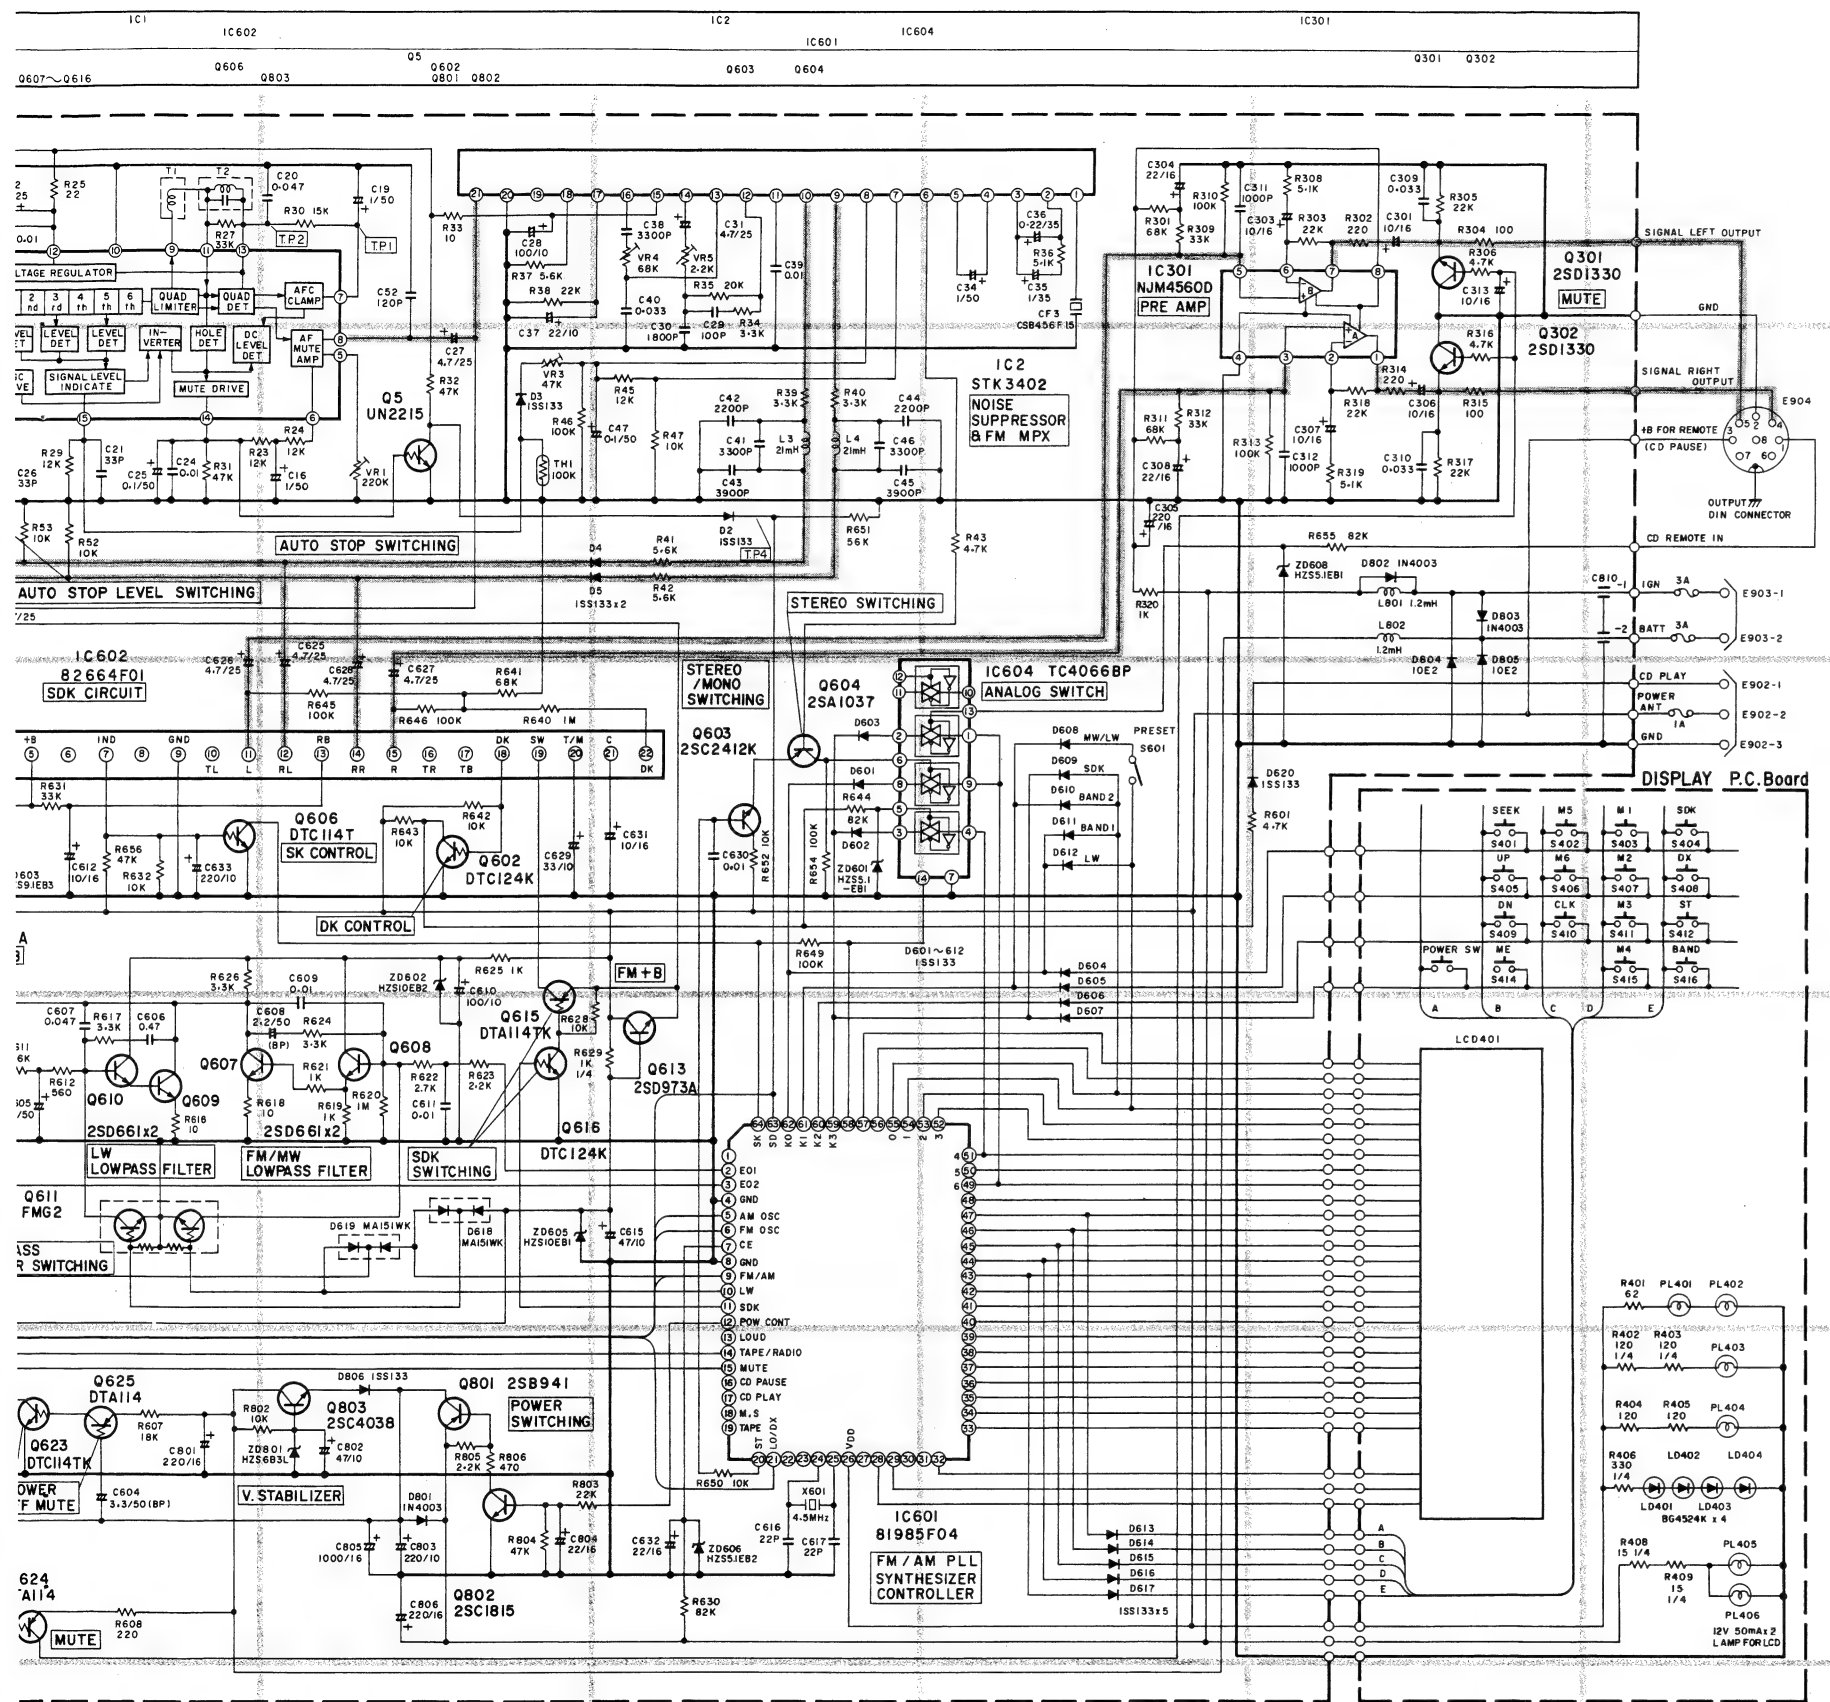 IC1
IC2
IC301
IC602
IC601
IC604
Q5
Q607～Q616
Q606
Q803
Q602
Q801
Q802
Q603
Q604
Q301
Q302
R25
22
T1
T2
C20
0.047
C19
1/50
R30 15K
R27
33K
T.P.2
T.P.1
R33
10
C28
100/10
R37 5.6K
R38 22K
C37 22/10
C38
3300P
VR4
68K
VR5
2.2K
C31
4.7/25
C39
0.01
C40
0.033
C30
1800P
R35 20K
C29
100P
R34
3.3K
C36
0.22/35
R36
5.1K
C35
1/35
C34
1/50
CF3
CSB456F15
C304
22/16
R310
100K
C311
1000P
R308
5.1K
C309
0.033
R305
22K
R301
68K
R309
33K
C303
10/16
R303
22K
R302
220
C301
10/16
R304 100
R306
4.7K
C313
10/16
IC301
NJM4560D
PRE AMP
Q301
2SD1330
MUTE
Q302
2SD1330
R316
4.7K
SIGNAL LEFT OUTPUT
GND
SIGNAL RIGHT
OUTPUT
E904
+B FOR REMOTE
(CD PAUSE)
OUTPUT
DIN CONNECTOR
CD REMOTE IN
LTAGE REGULATOR
2nd 3rd 4th 5th 6th
QUAD
LIMITER
QUAD
DET
AFC
CLAMP
LEVEL
DET
LEVEL
DET
IN-
VERTER
HOLE
DET
DC
LEVEL
DET
AF
MUTE
AMP
SIGNAL LEVEL
INDICATE
MUTE DRIVE
C52
120P
C27
4.7/25
R32
47K
Q5
UN2215
VR3
47K
D3
1SS133
R46
100K
C47
0.1/50
R45
12K
R47
10K
TH1
100K
C42
2200P
C41
3300P
C43
3900P
R39
3.3K
R40
3.3K
L3
21mH
L4
21mH
C44
2200P
C46
3300P
C45
3900P
IC2
STK3402
NOISE
SUPPRESSOR
& FM MPX
R311
68K
R312
33K
R313
100K
C312
1000P
C307
10/16
R318
22K
R314
220
C306
10/16
R315
100
R319
5.1K
C310
0.033
R317
22K
C308
22/16
C305
220
/16
R29
12K
C21
33P
C26
33P
C25
0.1/50
C24
0.01
R31
47K
R23
12K
R24
12K
C16
1/50
VR1
220K
R53
10K
R52
10K
AUTO STOP SWITCHING
AUTO STOP LEVEL SWITCHING
D4
D5
1SS133x2
R41
5.6K
R42
5.6K
D2
1SS133
T.P.4
R651
56K
R43
4.7K
STEREO SWITCHING
R320
1K
R655 82K
ZD608
HZS5.1EB1
D802 1N4003
L801 1.2mH
L802
1.2mH
C810
-1
-2
D803
1N4003
D804
10E2
D805
10E2
IGN 3A
E903-1
BATT 3A
E903-2
CD PLAY
E902-1
POWER
ANT
1A
E902-2
GND
E902-3
IC602
82664F01
SDK CIRCUIT
C626
4.7/25
C625
4.7/25
C628
4.7/25
C627
4.7/25
R641
68K
R645
100K
R646 100K
R640 1M
STEREO
/MONO
SWITCHING
Q604
2SA1037
IC604 TC4066BP
ANALOG SWITCH
Q603
2SC2412K
D603
D601
R644
82K
D602
ZD601
HZS5.1
-EB1
D608
MW/LW
D609
SDK
D610
BAND2
D611
BAND1
D612
LW
PRESET
S601
D620
1SS133
R601
4.7K
+B IND GND RB DK SW T/M C
TL L RL RR R TR TB DK
R631
33K
R656
47K
C612
10/16
R632
10K
C633
220/10
Q606
DTC114T
SK CONTROL
R643
10K
R642
10K
Q602
DTC124K
C629
33/10
C631
10/16
DK CONTROL
C630
0.01
R652 10K
R654 100K
R649
100K
D601～612
1SS133
D604
D605
D606
D607
DISPLAY P.C.Board
SEEK M5 M1 SDK
S401 S402 S403 S404
UP M6 M2 DX
S405 S406 S407 S408
DN CLK M3 ST
S409 S410 S411 S412
POWER SW ME M4 BAND
S414 S415 S416
A B C D E
LCD401
R626
3.3K
C609
0.01
ZD602
HZS10EB2
C610
100/10
R625 1K
FM+B
Q615
DTA114TK
R628
10K
R629
1K
1/4
Q613
2SD973A
C607
0.047
R617
3.3K
C606
0.47
C608
2.2/50
(BP)
R624
3.3K
Q607
Q608
R621
1K
R622
2.7K
R623
2.2K
R612
560
Q610
Q609
R616
10
R618
10
R619
1K
R620
1M
C611
0.01
Q616
DTC124K
2SD661x2
2SD661x2
LW
LOWPASS FILTER
FM/MW
LOWPASS FILTER
SDK
SWITCHING
Q611
FMG2
D619 MA151WK
D618
MA151WK
ZD605
HZS10EB1
C615
47/10
R SWITCHING
SK SD K0 K1 K2 K3 0 1 2 3
EO1
EO2
GND
AM OSC
FM OSC
CE
GND
FM/AM
LW
SDK
POW CONT
LOUD
TAPE/RADIO
MUTE
CD PAUSE
CD PLAY
M.S
TAPE
ST
LO/DX
VDD
R650 10K
X601
4.5MHz
C616
22P
C617
22P
IC601
81985F04
FM/AM PLL
SYNTHESIZER
CONTROLLER
Q625
DTA114
Q623
DTC114TK
R607
18K
C801
220/16
R802
10K
ZD801
HZS6B3L
Q803
2SC4038
C802
47/10
D806 1SS133
Q801 2SB941
POWER
SWITCHING
R805
2.2K
R806
470
R803
22K
C604
3.3/50(BP)
V. STABILIZER
D801
1N4003
C805
1000/16
C803
220/10
R804
47K
C804
22/16
C632
22/16
ZD606
HZS5.1EB2
Q802
2SC1815
C806
220/16
R630
82K
R608
220
MUTE
D613
D614
D615
D616
D617
1SS133x5
A
B
C
D
E
R401
62
PL401
PL402
R402
120
1/4
R403
120
1/4
PL403
R404
120
R405
120
PL404
R406
330
1/4
LD402
LD404
LD401
LD403
BG4524K x 4
R408
15 1/4
PL405
R409
15
1/4
PL406
12V 50mAx2
LAMP FOR LCD